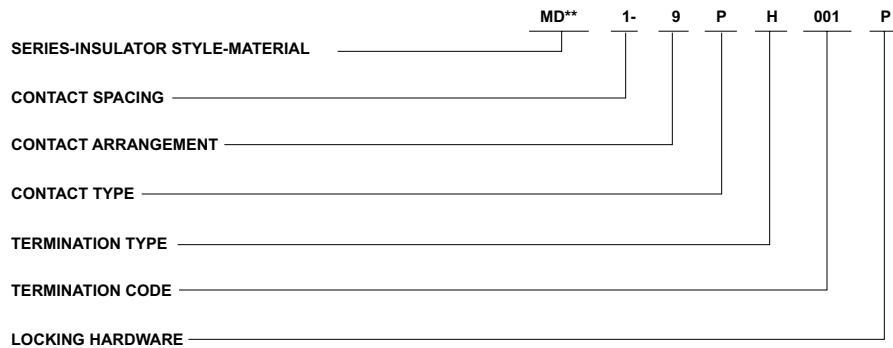 MD** 1- 9 P H 001 P
SERIES-INSULATOR STYLE-MATERIAL
CONTACT SPACING
CONTACT ARRANGEMENT
CONTACT TYPE
TERMINATION TYPE
TERMINATION CODE
LOCKING HARDWARE